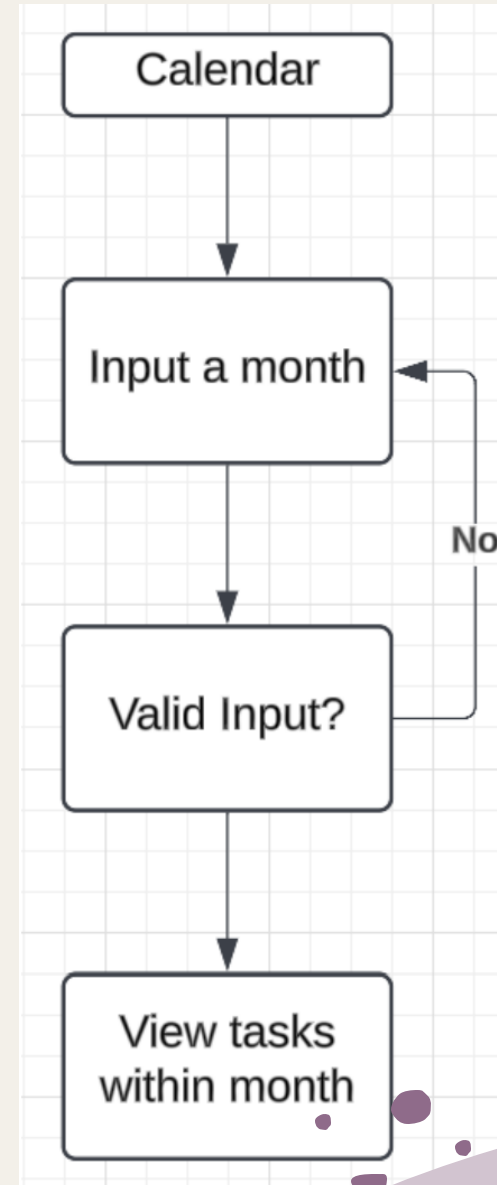 Calendar
Input a month
No
Valid Input?
View tasks
within month